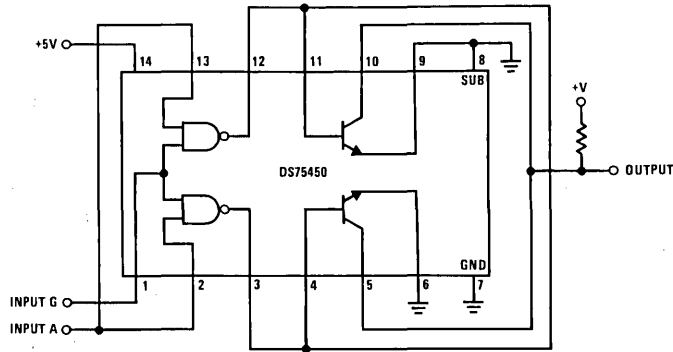 +5V
14 13 12 11 10 9 8
SUB
+V
DS75450
OUTPUT
GND
1 2 3 4 5 6 7
INPUT G
INPUT A